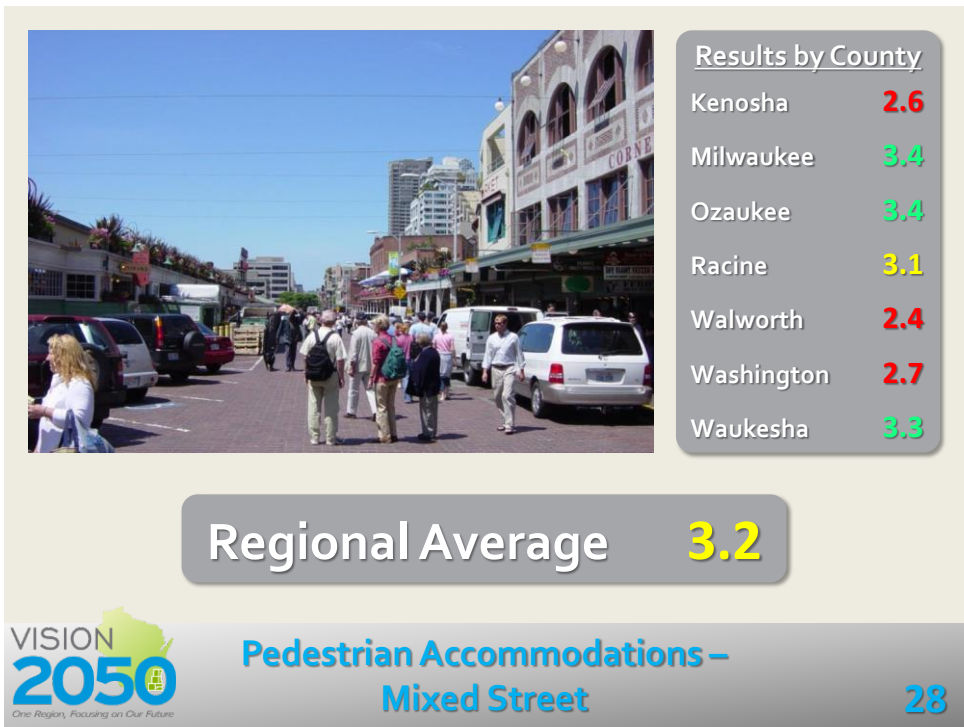 Results by County
Kenosha 2.6
Milwaukee 3.4
Ozaukee 3.4
Racine 3.1
Walworth 2.4
Washington 2.7
Waukesha 3.3
CORNE
Regional Average 3.2
VISION
2050
One Region, Focusing on Our Future
Pedestrian Accommodations –
Mixed Street
28